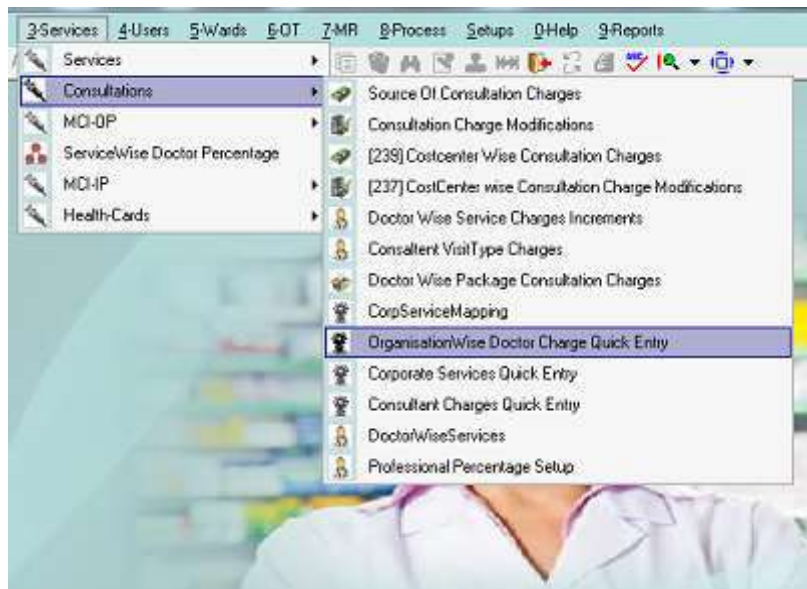 3-Services 4-Users 5-Wards 6-OT 7-MR 8-Process Setups 0-Help 9-Reports
Services
Consultations
MCI-OP
ServiceWise Doctor Percentage
MCI-IP
Health-Cards
Source Of Consultation Charges
Consultation Charge Modifications
[239] Costcenter Wise Consultation Charges
[237] CostCenter wise Consultation Charge Modifications
Doctor Wise Service Charges Increments
Consaltent VisitType Charges
Doctor Wise Package Consultation Charges
CorpServiceMapping
OrganisationWise Doctor Charge Quick Entry
Corporate Services Quick Entry
Consultant Charges Quick Entry
DoctorWiseServices
Professional Percentage Setup